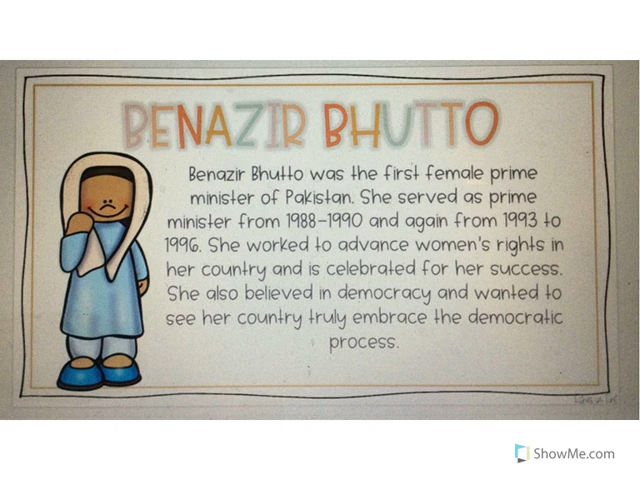 BENAZIR BHUTTO
Benazir Bhutto was the first female prime
minister of Pakistan. She served as prime
minister from 1988-1990 and again from 1993 to
1996. She worked to advance women's rights in
her country and is celebrated for her success.
She also believed in democracy and wanted to
see her country truly embrace the democratic
process.
ShowMe.com